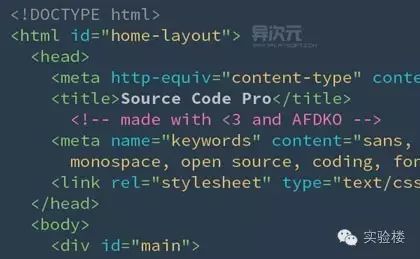 <!DOCTYPE html>
<html id="home-layout">
<head>
<meta http-equiv="content-type" conte
<title>Source Code Pro</title>
<!-- made with <3 and AFDKO -->
<meta name="keywords" content="sans,
monospace, open source, coding, fon
<link rel="stylesheet" type="text/css
</head>
<body>
<div id="main">
异次元
实验楼